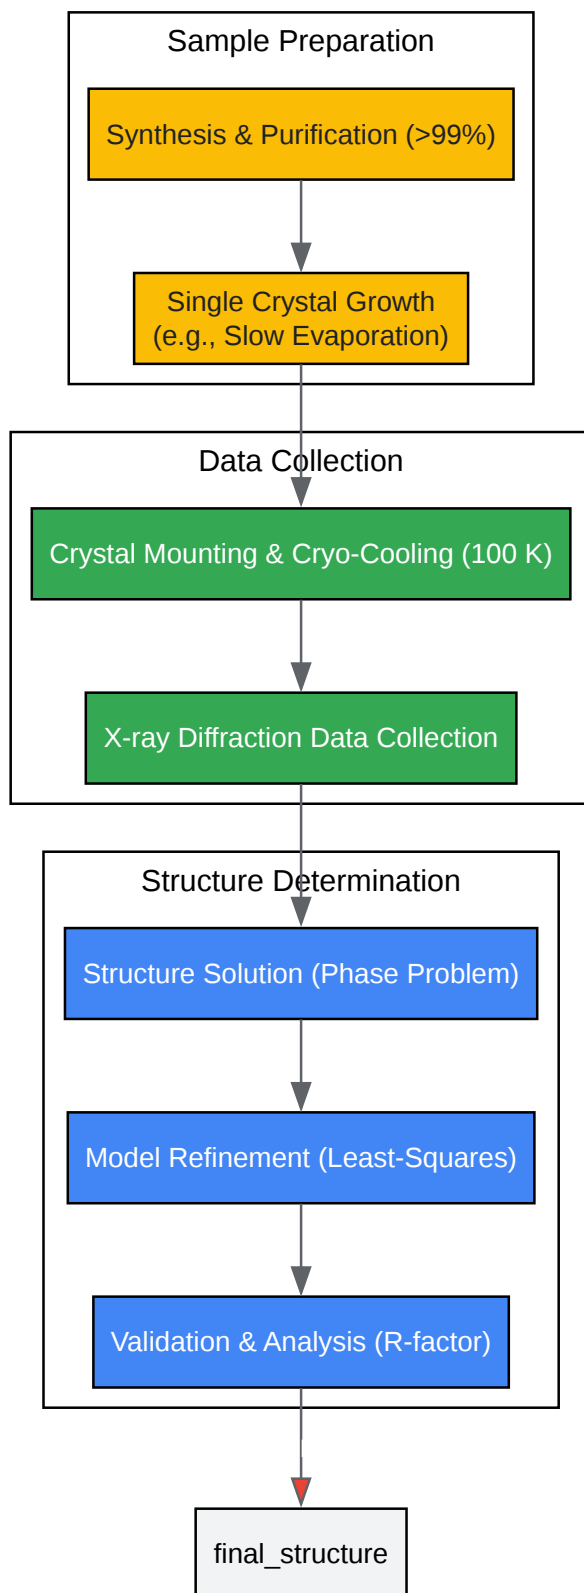 Sample Preparation
Synthesis & Purification (>99%)
Single Crystal Growth
(e.g., Slow Evaporation)
Data Collection
Crystal Mounting & Cryo-Cooling (100 K)
X-ray Diffraction Data Collection
Structure Determination
Structure Solution (Phase Problem)
Model Refinement (Least-Squares)
Validation & Analysis (R-factor)
final_structure